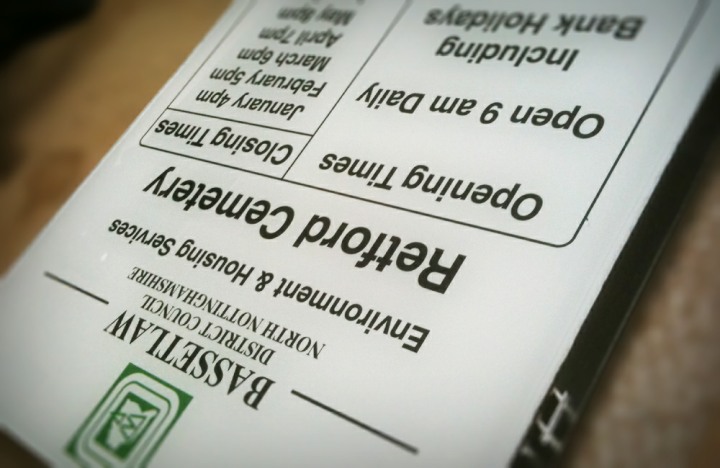 BASSETLAW
DISTRICT COUNCIL
NORTH NOTTINGHAMSHIRE
Environment & Housing Services
Retford Cemetery
Opening Times
Open 9 am Daily
Including
Bank Holidays
Closing Times
January 4pm
February 5pm
March 6pm
April 7pm
May 8pm